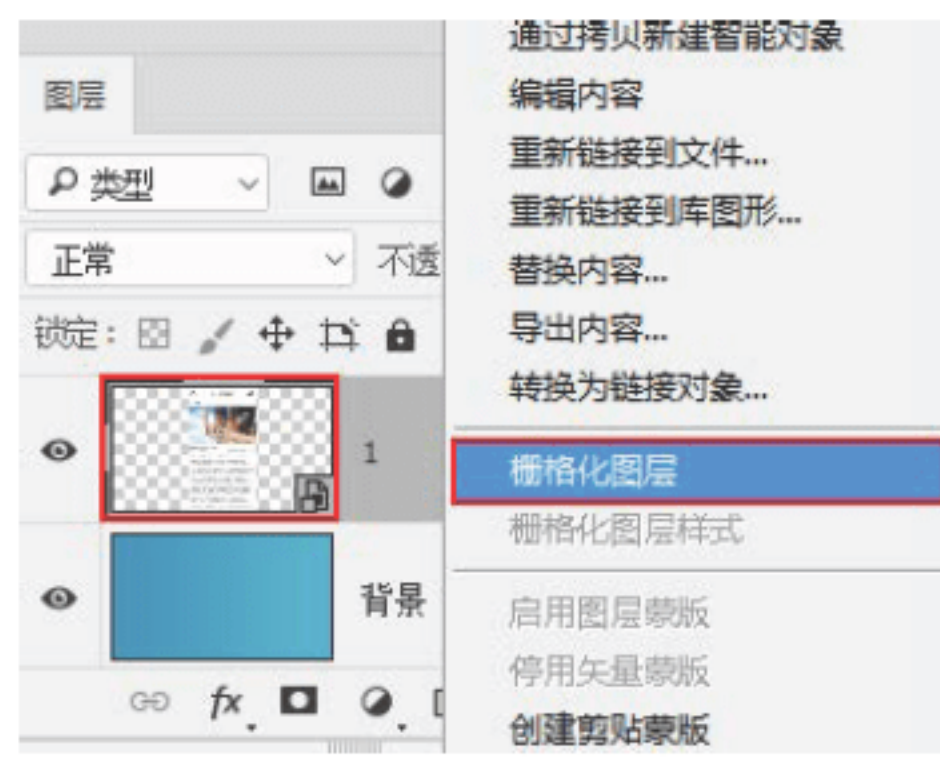 图层
类型
正常
不透
锁定：
1
背景
fx
通过拷贝新建智能对象
编辑内容
重新链接到文件...
重新链接到库图形...
替换内容...
导出内容...
转换为链接对象...
栅格化图层
栅格化图层样式
启用图层蒙版
停用矢量蒙版
创建剪贴蒙版